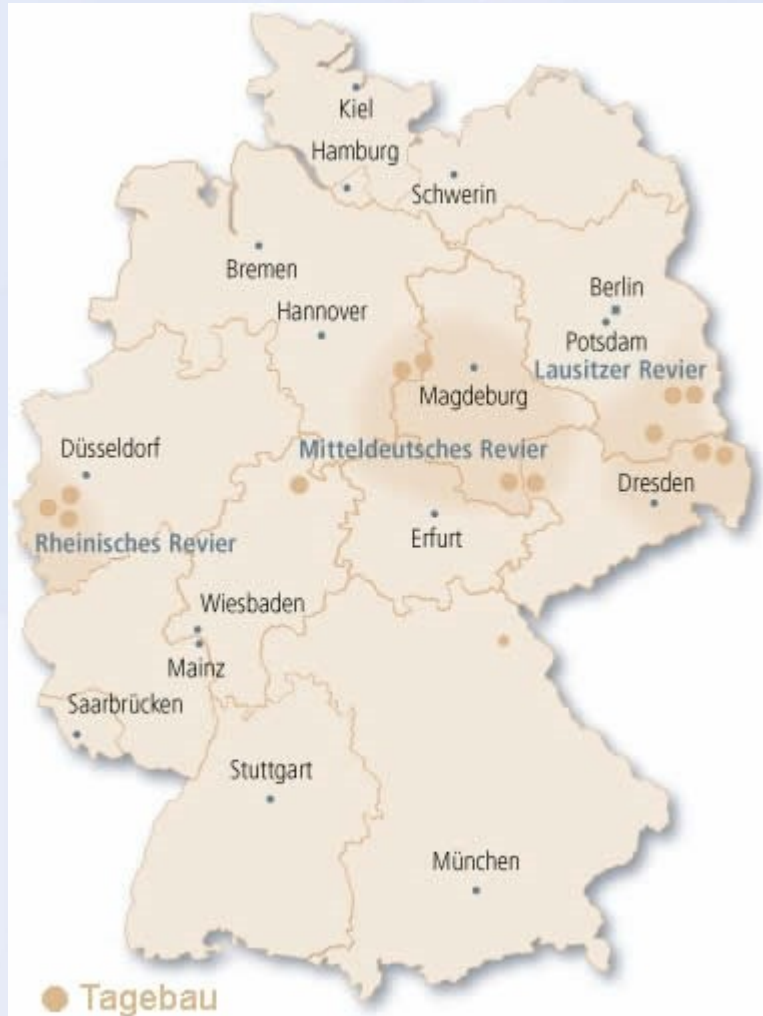 Kiel
Hamburg
Schwerin
Bremen
Hannover
Berlin
Potsdam
Lausitzer Revier
Magdeburg
Düsseldorf
Mitteldeutsches Revier
Dresden
Rheinisches Revier
Erfurt
Wiesbaden
Mainz
Saarbrücken
Stuttgart
München
Tagebau